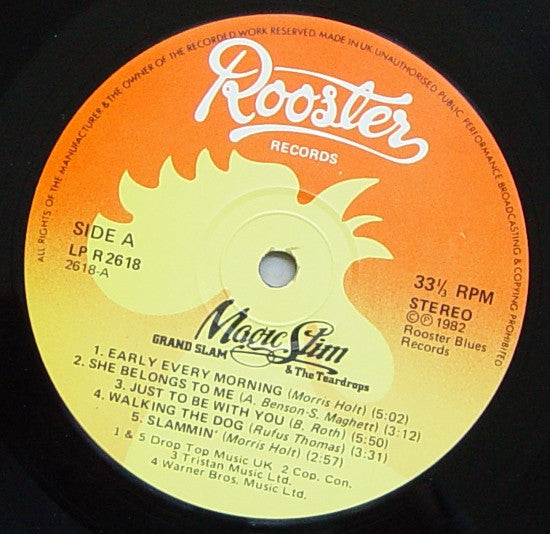 ALL RIGHTS OF THE MANUFACTURER & THE OWNER OF THE RECORDED WORK RESERVED. MADE IN UK. UNAUTHORISED PUBLIC PERFORMANCE BROADCASTING & COPYING PROHIBITED
Rooster
RECORDS
SIDE A
LP R 2618
2618-A
33⅓ RPM
STEREO
©℗ 1982
Rooster Blues
Records
Magic Slim
GRAND SLAM & The Teardrops
1. EARLY EVERY MORNING (Morris Holt) (5:02)
2. SHE BELONGS TO ME (A. Benson-S. Maghett) (3:12)
3. JUST TO BE WITH YOU (B. Roth) (5:50)
4. WALKING THE DOG (Rufus Thomas) (3:31)
5. SLAMMIN' (Morris Holt) (2:57)
1 & 5 Drop Top Music UK 2 Cop. Con.
3 Tristan Music Ltd.
4 Warner Bros. Music Ltd.